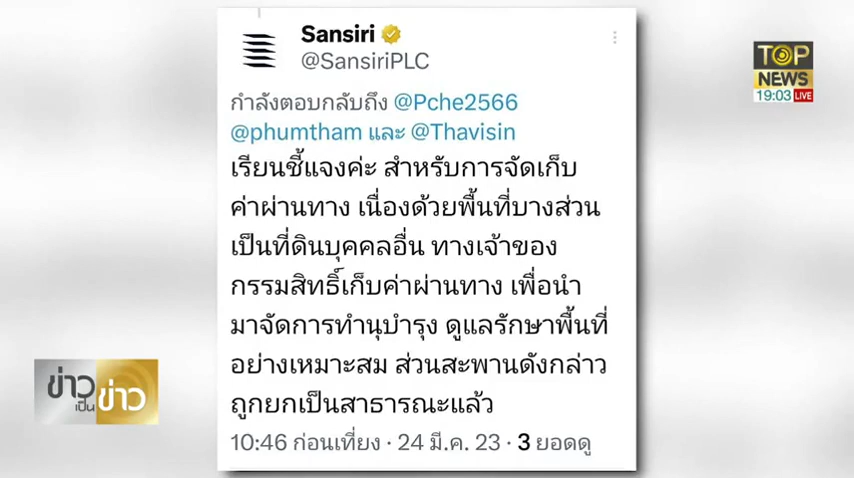 Sansiri
@SansiriPLC
กำลังตอบกลับถึง @Pche2566
@phumtham และ @Thavisin
เรียนชี้แจงค่ะ สำหรับการจัดเก็บ
ค่าผ่านทาง เนื่องด้วยพื้นที่บางส่วน
เป็นที่ดินบุคคลอื่น ทางเจ้าของ
กรรมสิทธิ์เก็บค่าผ่านทาง เพื่อนำ
มาจัดการทำนุบำรุง ดูแลรักษาพื้นที่
อย่างเหมาะสม ส่วนสะพานดังกล่าว
ถูกยกเป็นสาธารณะแล้ว
10:46 ก่อนเที่ยง · 24 มี.ค. 23 · 3 ยอดดู
TOP
NEWS
19:03 LIVE
ข่าว
เป็น
ข่าว